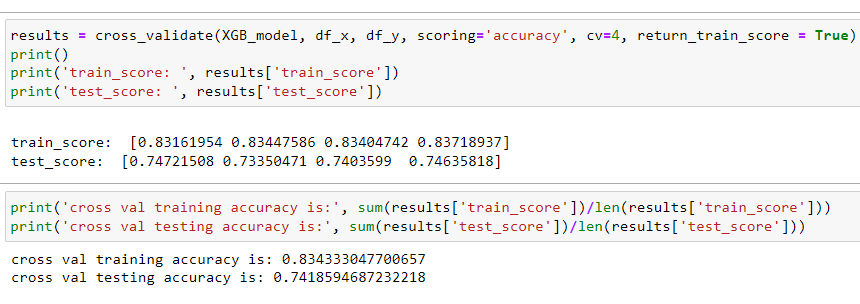 results = cross_validate(XGB_model, df_x, df_y, scoring='accuracy', cv=4, return_train_score = True)
print()
print('train_score: ', results['train_score'])
print('test_score: ', results['test_score'])
train_score:  [0.83161954 0.83447586 0.83404742 0.83718937]
test_score:  [0.74721508 0.73350471 0.7403599  0.74635818]
print('cross val training accuracy is:', sum(results['train_score'])/len(results['train_score']))
print('cross val testing accuracy is:', sum(results['test_score'])/len(results['test_score']))
cross val training accuracy is: 0.834333047700657
cross val testing accuracy is: 0.7418594687232218